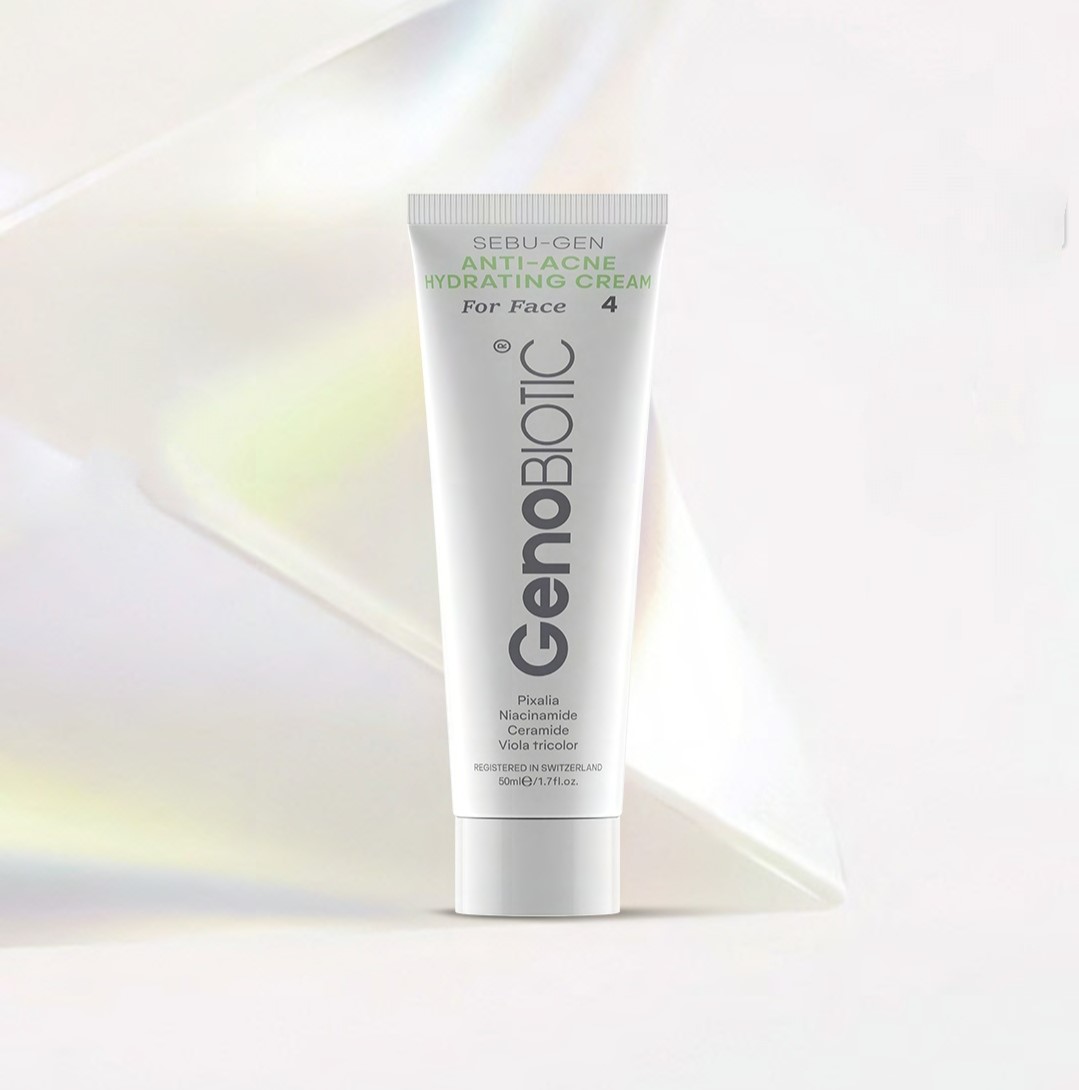 SEBU-GEN
ANTI-ACNE
HYDRATING CREAM
For Face 4
GenoBIOTIC®
Pixalia
Niacinamide
Ceramide
Viola tricolor
REGISTERED IN SWITZERLAND
50ml℮/1.7fl.oz.